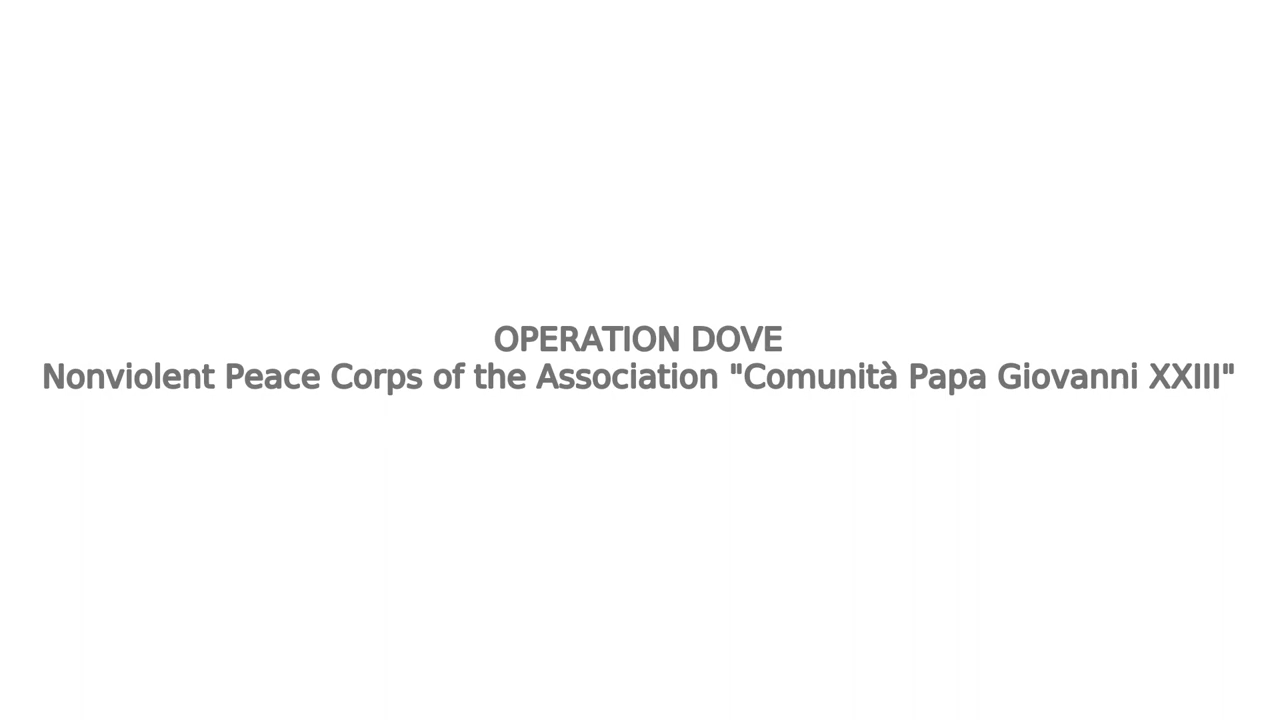 OPERATION DOVE
Nonviolent Peace Corps of the Association "Comunità Papa Giovanni XXIII"